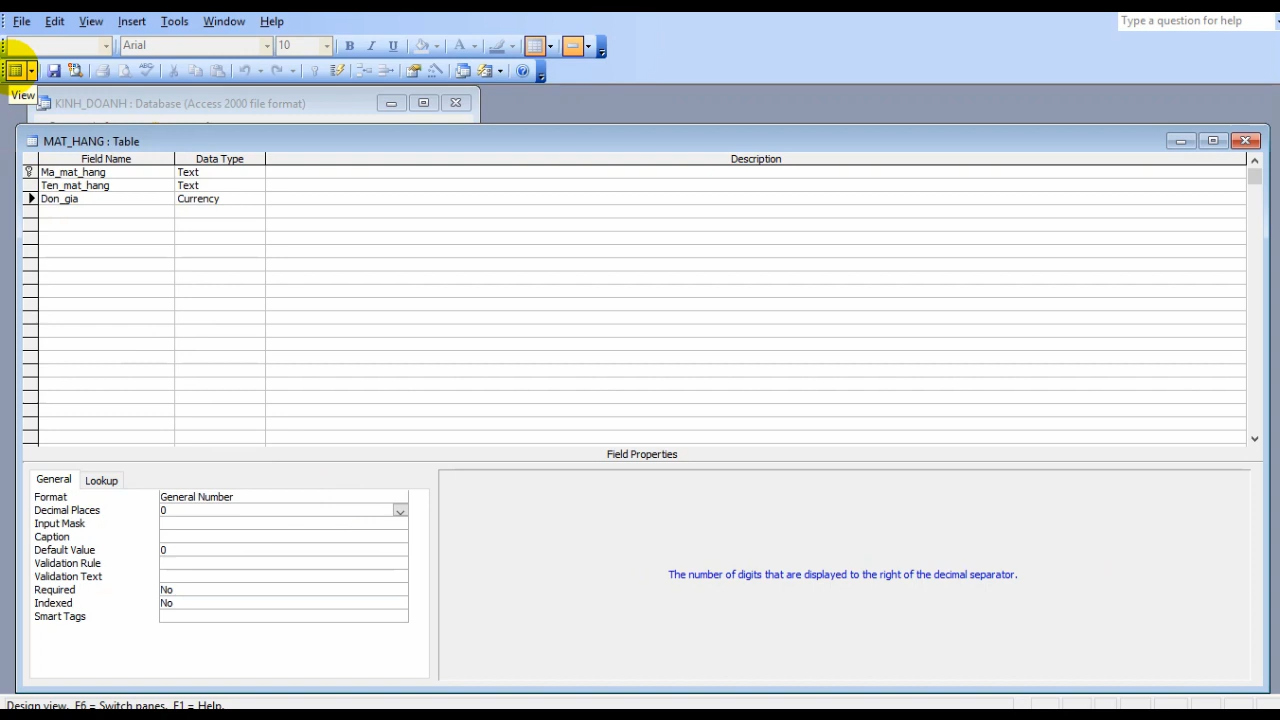 File Edit View Insert Tools Window Help
Type a question for help
Arial 10 B I U A
View
KINH_DOANH : Database (Access 2000 file format)
MAT_HANG : Table
Field Name Data Type Description
Ma_mat_hang Text
Ten_mat_hang Text
Don_gia Currency
Field Properties
General Lookup
Format General Number
Decimal Places 0
Input Mask
Caption
Default Value 0
Validation Rule
Validation Text
Required No
Indexed No
Smart Tags
The number of digits that are displayed to the right of the decimal separator.
Design view. F6 = Switch panes. F1 = Help.